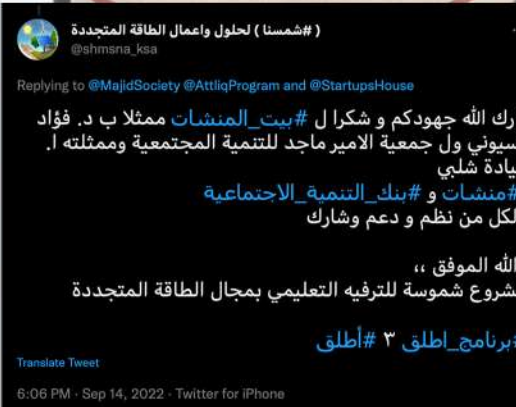 ( #شمسنا ) لحلول واعمال الطاقة المتجددة
@shmsna_ksa
Replying to @MajidSociety @AttliqProgram and @StartupsHouse
رك الله جهودكم و شكرا ل #بيت_المنشات ممثلا ب د. فؤاد
سيوني ول جمعية الامير ماجد للتنمية المجتمعية وممثلته ا.
يادة شلبي
#منشات و #بنك_التنمية_الاجتماعية
لكل من نظم و دعم وشارك
الله الموفق ،،
شروع شموسة للترفيه التعليمي بمجال الطاقة المتجددة
برنامج_اطلق ٣ #أطلق
Translate Tweet
6:06 PM · Sep 14, 2022 · Twitter for iPhone